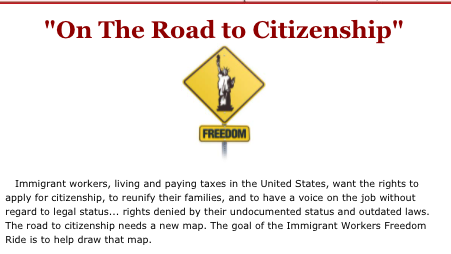 "On The Road to Citizenship"
FREEDOM
Immigrant workers, living and paying taxes in the United States, want the rights to
apply for citizenship, to reunify their families, and to have a voice on the job without
regard to legal status... rights denied by their undocumented status and outdated laws.
The road to citizenship needs a new map. The goal of the Immigrant Workers Freedom
Ride is to help draw that map.